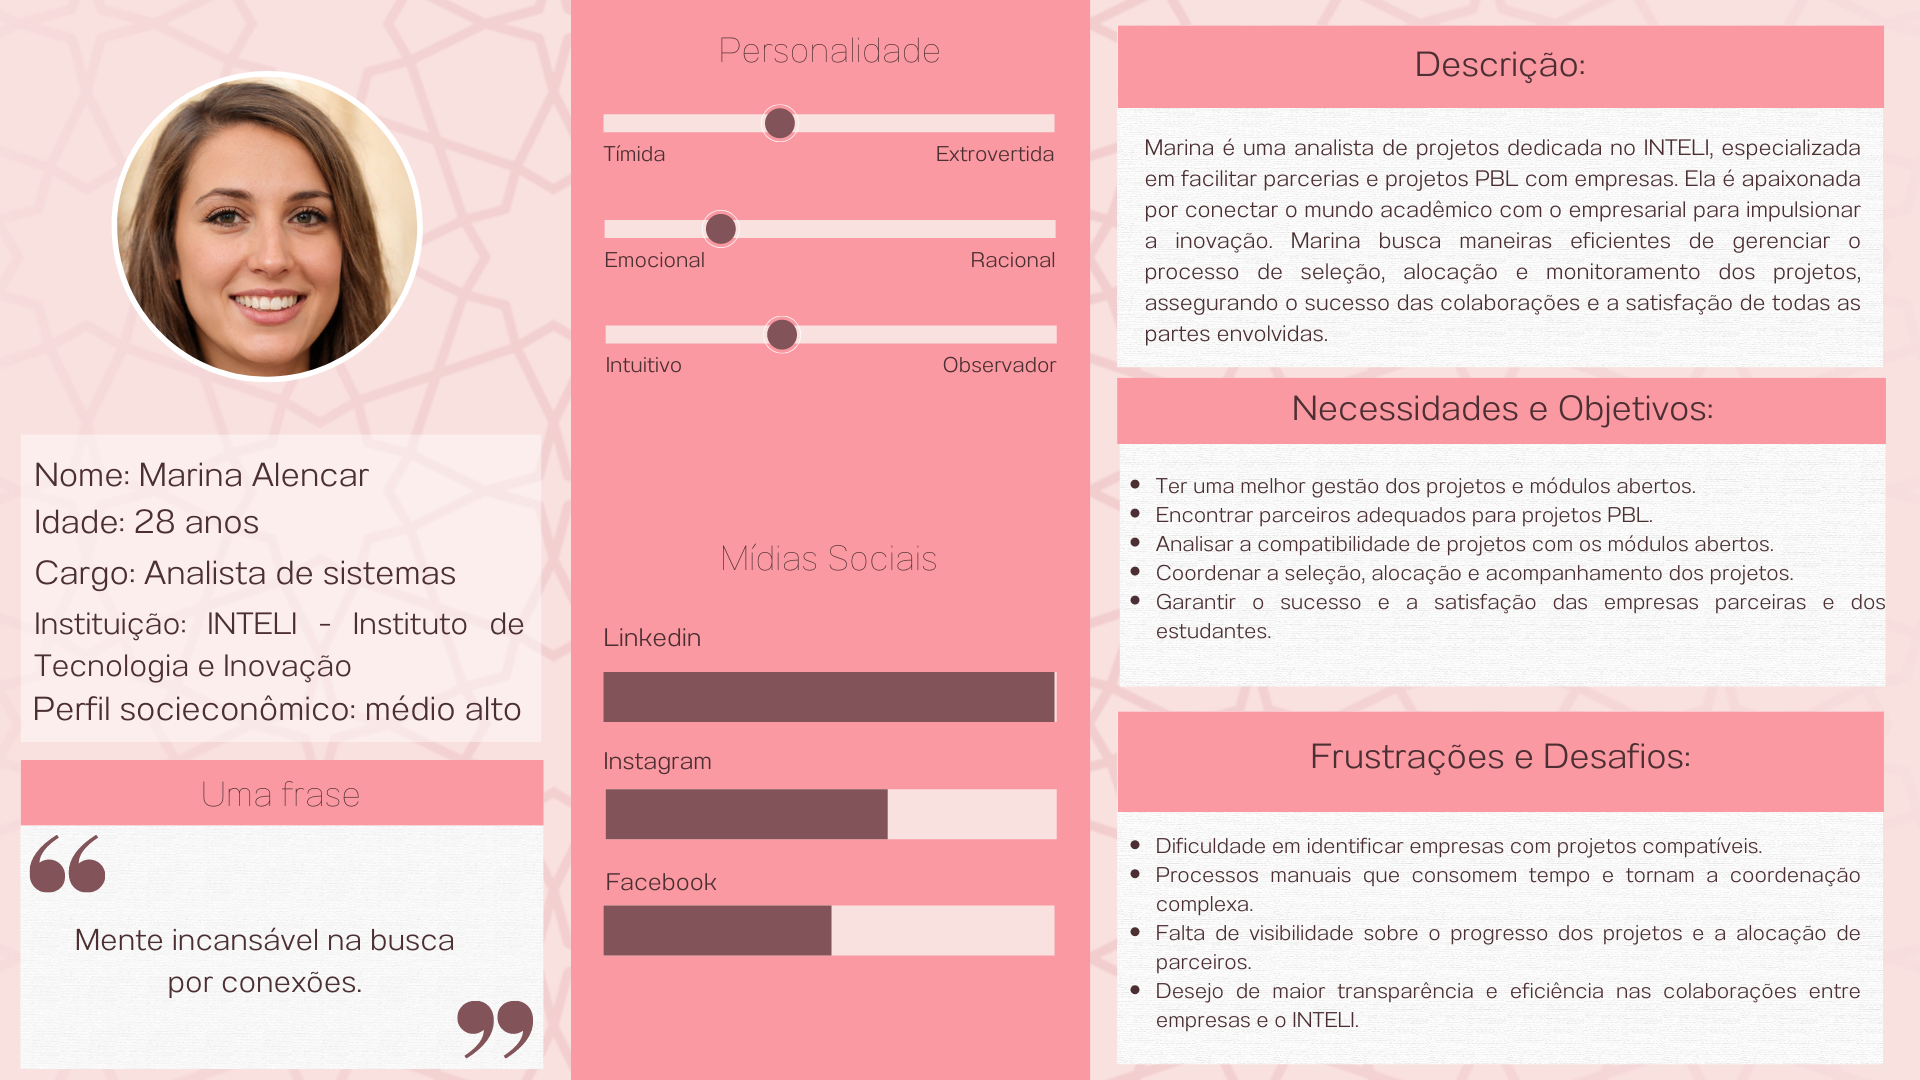 Nome: Marina Alencar
Idade: 28 anos
Cargo: Analista de sistemas
Instituição: INTELI - Instituto de
Tecnologia e Inovação
Perfil socieconômico: médio alto
Uma frase
“
Mente incansável na busca
por conexões.
”
Personalidade
Tímida Extrovertida
Emocional Racional
Intuitivo Observador
Mídias Sociais
Linkedin
Instagram
Facebook
Descrição:
Marina é uma analista de projetos dedicada no INTELI, especializada
em facilitar parcerias e projetos PBL com empresas. Ela é apaixonada
por conectar o mundo acadêmico com o empresarial para impulsionar
a inovação. Marina busca maneiras eficientes de gerenciar o
processo de seleção, alocação e monitoramento dos projetos,
assegurando o sucesso das colaborações e a satisfação de todas as
partes envolvidas.
Necessidades e Objetivos:
• Ter uma melhor gestão dos projetos e módulos abertos.
• Encontrar parceiros adequados para projetos PBL.
• Analisar a compatibilidade de projetos com os módulos abertos.
• Coordenar a seleção, alocação e acompanhamento dos projetos.
• Garantir o sucesso e a satisfação das empresas parceiras e dos
estudantes.
Frustrações e Desafios:
• Dificuldade em identificar empresas com projetos compatíveis.
• Processos manuais que consomem tempo e tornam a coordenação
complexa.
• Falta de visibilidade sobre o progresso dos projetos e a alocação de
parceiros.
• Desejo de maior transparência e eficiência nas colaborações entre
empresas e o INTELI.